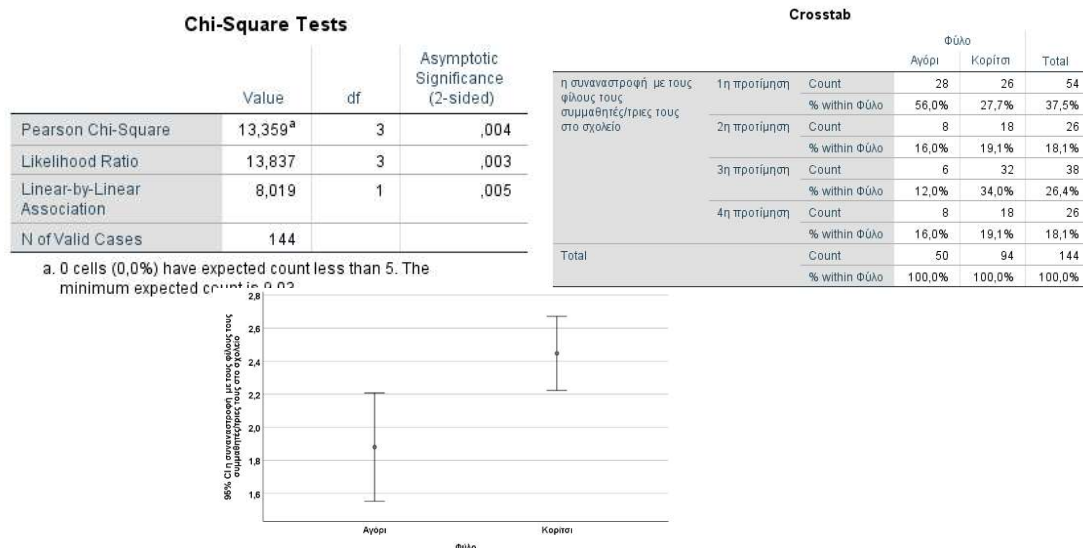 Chi-Square Tests
Value df Asymptotic Significance (2-sided)
Pearson Chi-Square 13,359a 3 ,004
Likelihood Ratio 13,837 3 ,003
Linear-by-Linear Association 8,019 1 ,005
N of Valid Cases 144
a. 0 cells (0,0%) have expected count less than 5. The
minimum expected count is 9,03
Crosstab
Φύλο
Αγόρι Κορίτσι Total
η συναναστροφή με τους φίλους τους συμμαθητές/τριες τους στο σχολείο
1η προτίμηση Count 28 26 54
% within Φύλο 56,0% 27,7% 37,5%
2η προτίμηση Count 8 18 26
% within Φύλο 16,0% 19,1% 18,1%
3η προτίμηση Count 6 32 38
% within Φύλο 12,0% 34,0% 26,4%
4η προτίμηση Count 8 18 26
% within Φύλο 16,0% 19,1% 18,1%
Total Count 50 94 144
% within Φύλο 100,0% 100,0% 100,0%
95% CI η συναναστροφή με τους φίλους τους
συμμαθητές/τριες τους στο σχολείο
2,8
2,6
2,4
2,2
2,0
1,8
1,6
Αγόρι Κορίτσι
Φύλο